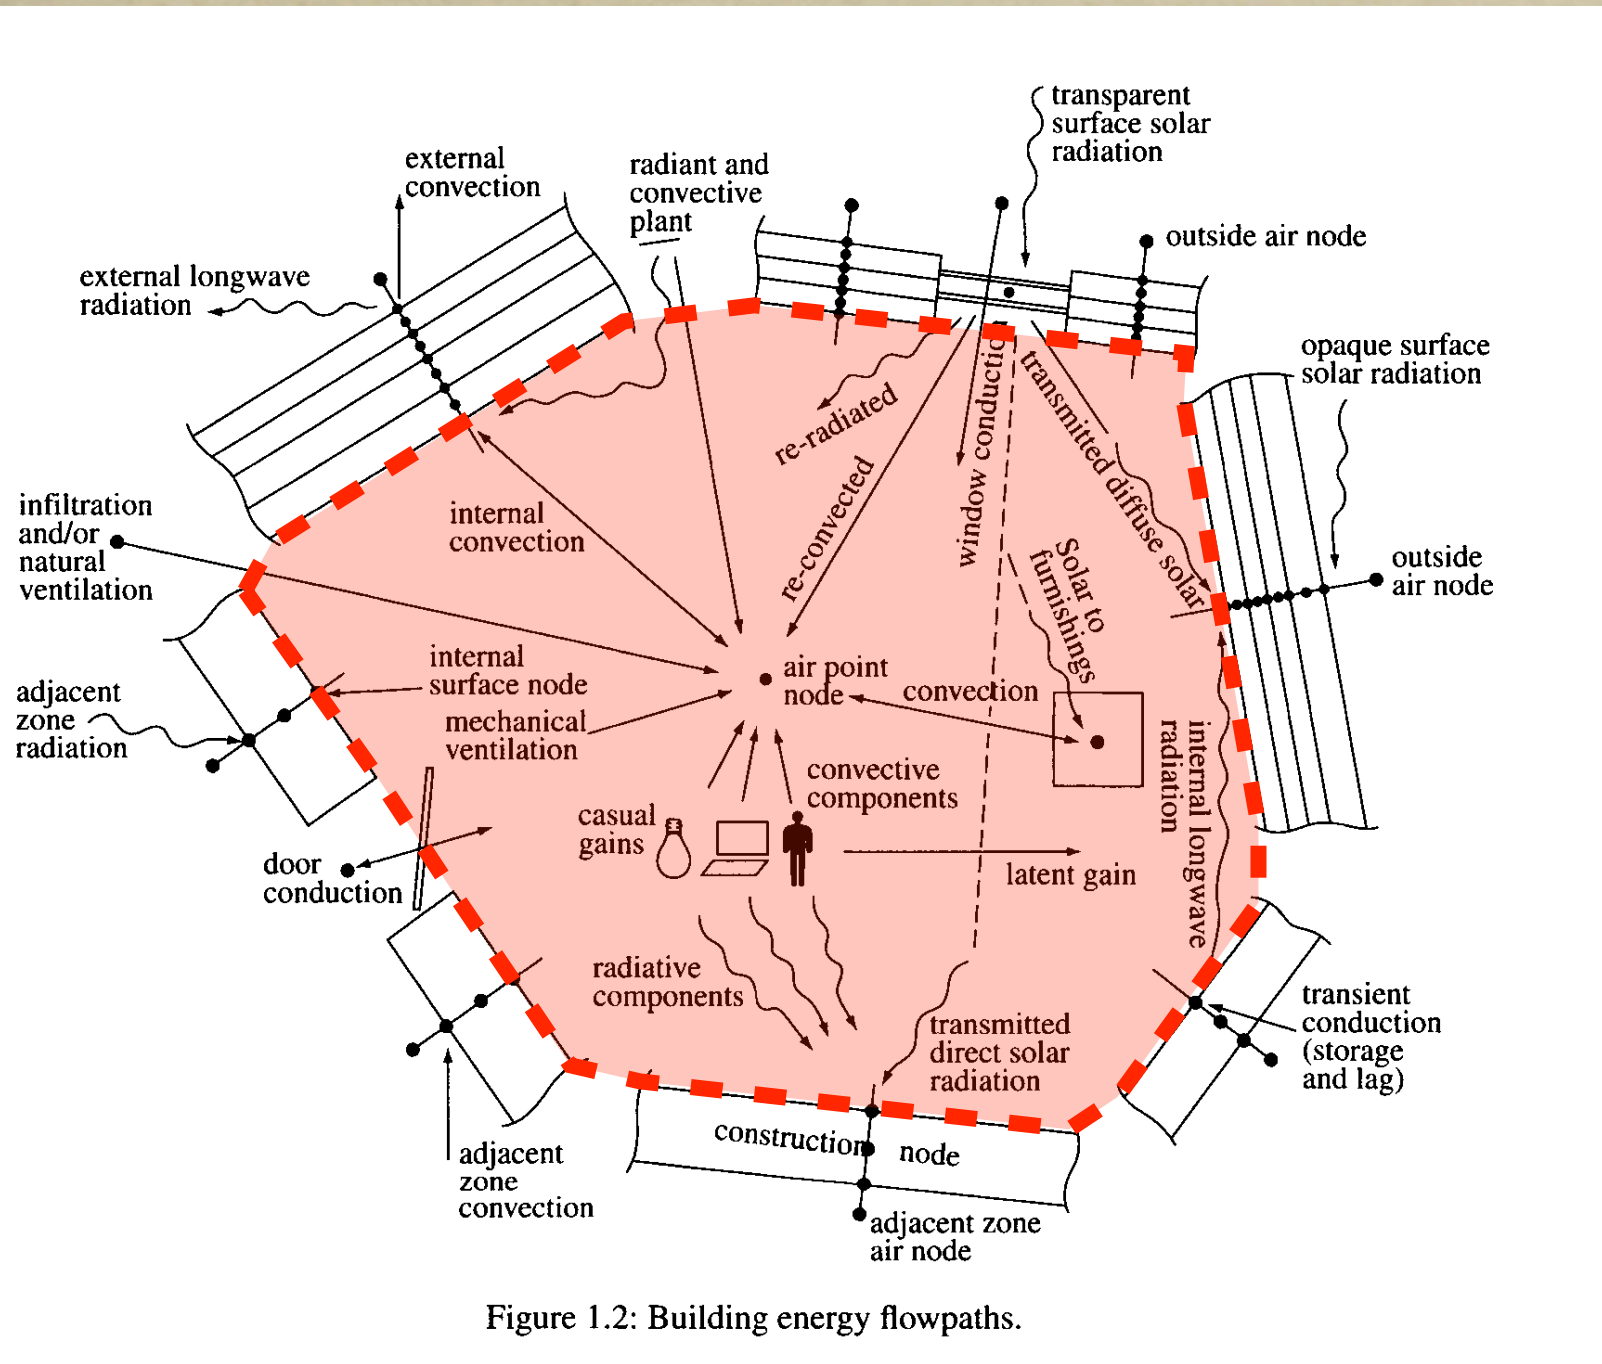 transparent
surface solar
radiation
external
convection
radiant and
convective
plant
outside air node
external longwave
radiation
opaque surface
solar radiation
re-radiated
window conductio
transmitted diffuse solar
re-convected
infiltration
and/or
natural
ventilation
internal
convection
Solar to
furnishings
outside
air node
internal
surface node
air point
node
convection
adjacent
zone
radiation
mechanical
ventilation
internal longwave
radiation
convective
components
casual
gains
door
conduction
latent gain
radiative
components
transmitted
direct solar
radiation
transient
conduction
(storage
and lag)
construction node
adjacent
zone
convection
adjacent zone
air node
Figure 1.2: Building energy flowpaths.